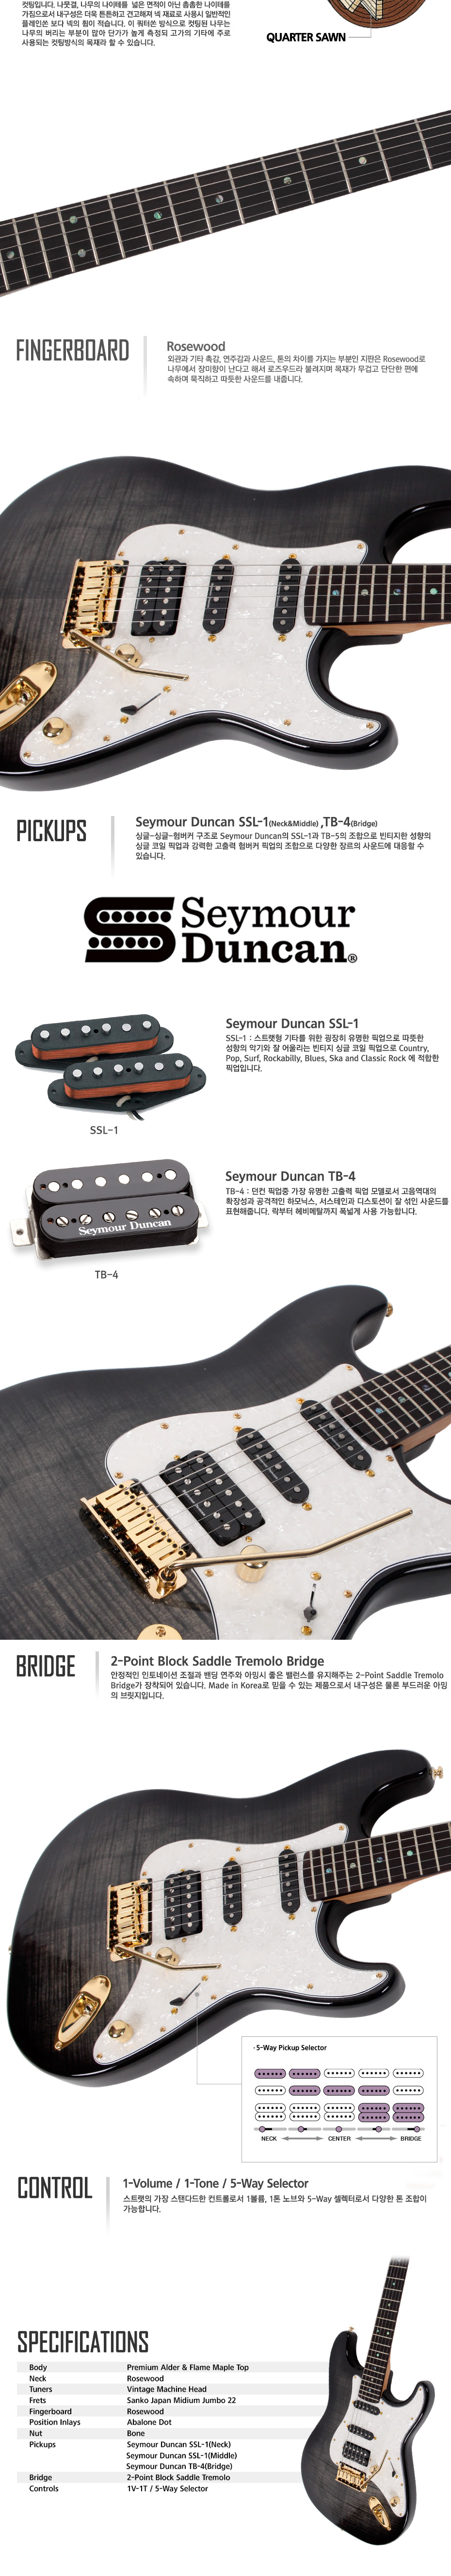 컷팅입니다. 나뭇결, 나무의 나이테를 넓은 면적이 아닌 촘촘한 나이테를
가짐으로서 내구성은 더욱 튼튼하고 견고해져 넥 재료로 사용시 일반적인
플레인쏜 보다 넥의 휨이 적습니다. 이 쿼터쏜 방식으로 컷팅된 나무는
나무의 버리는 부분이 많아 단가가 높게 측정되 고가의 기타에 주로
사용되는 컷팅방식의 목재라 할 수 있습니다.
QUARTER SAWN
FINGERBOARD
Rosewood
외관과 기타 촉감, 연주감과 사운드, 톤의 차이를 가지는 부분인 지판은 Rosewood로
나무에서 장미향이 난다고 해서 로즈우드라 불려지며 목재가 무겁고 단단한 편에
속하며 묵직하고 따듯한 사운드를 내줍니다.
PICKUPS
Seymour Duncan SSL-1(Neck&Middle) ,TB-4(Bridge)
싱글-싱글-험버커 구조로 Seymour Duncan의 SSL-1과 TB-5의 조합으로 빈티지한 성향의
싱글 코일 픽업과 강력한 고출력 험버커 픽업의 조합으로 다양한 장르의 사운드에 대응할 수
있습니다.
Seymour
Duncan®
Seymour Duncan SSL-1
SSL-1 : 스트랫형 기타를 위한 굉장히 유명한 픽업으로 따뜻한
성향의 악기와 잘 어울리는 빈티지 싱글 코일 픽업으로 Country,
Pop, Surf, Rockabilly, Blues, Ska and Classic Rock 에 적합한
픽업입니다.
SSL-1
Seymour Duncan TB-4
TB-4 : 던컨 픽업중 가장 유명한 고출력 픽업 모델로서 고음역대의
확장성과 공격적인 하모닉스, 서스테인과 디스토션이 잘 섞인 사운드를
표현해줍니다. 락부터 헤비메탈까지 폭넓게 사용 가능합니다.
Seymour Duncan
TB-4
BRIDGE
2-Point Block Saddle Tremolo Bridge
안정적인 인토네이션 조절과 밴딩 연주와 아밍시 좋은 밸런스를 유지해주는 2-Point Saddle Tremolo
Bridge가 장착되어 있습니다. Made in Korea로 믿을 수 있는 제품으로서 내구성은 물론 부드러운 아밍
의 브릿지입니다.
5-Way Pickup Selector
NECK CENTER BRIDGE
CONTROL
1-Volume / 1-Tone / 5-Way Selector
스트랫의 가장 스탠다드한 컨트롤로서 1볼륨, 1톤 노브와 5-Way 셀렉터로서 다양한 톤 조합이
가능합니다.
SPECIFICATIONS
Body Premium Alder & Flame Maple Top
Neck Rosewood
Tuners Vintage Machine Head
Frets Sanko Japan Midium Jumbo 22
Fingerboard Rosewood
Position Inlays Abalone Dot
Nut Bone
Pickups Seymour Duncan SSL-1(Neck)
Seymour Duncan SSL-1(Middle)
Seymour Duncan TB-4(Bridge)
Bridge 2-Point Block Saddle Tremolo
Controls 1V-1T / 5-Way Selector